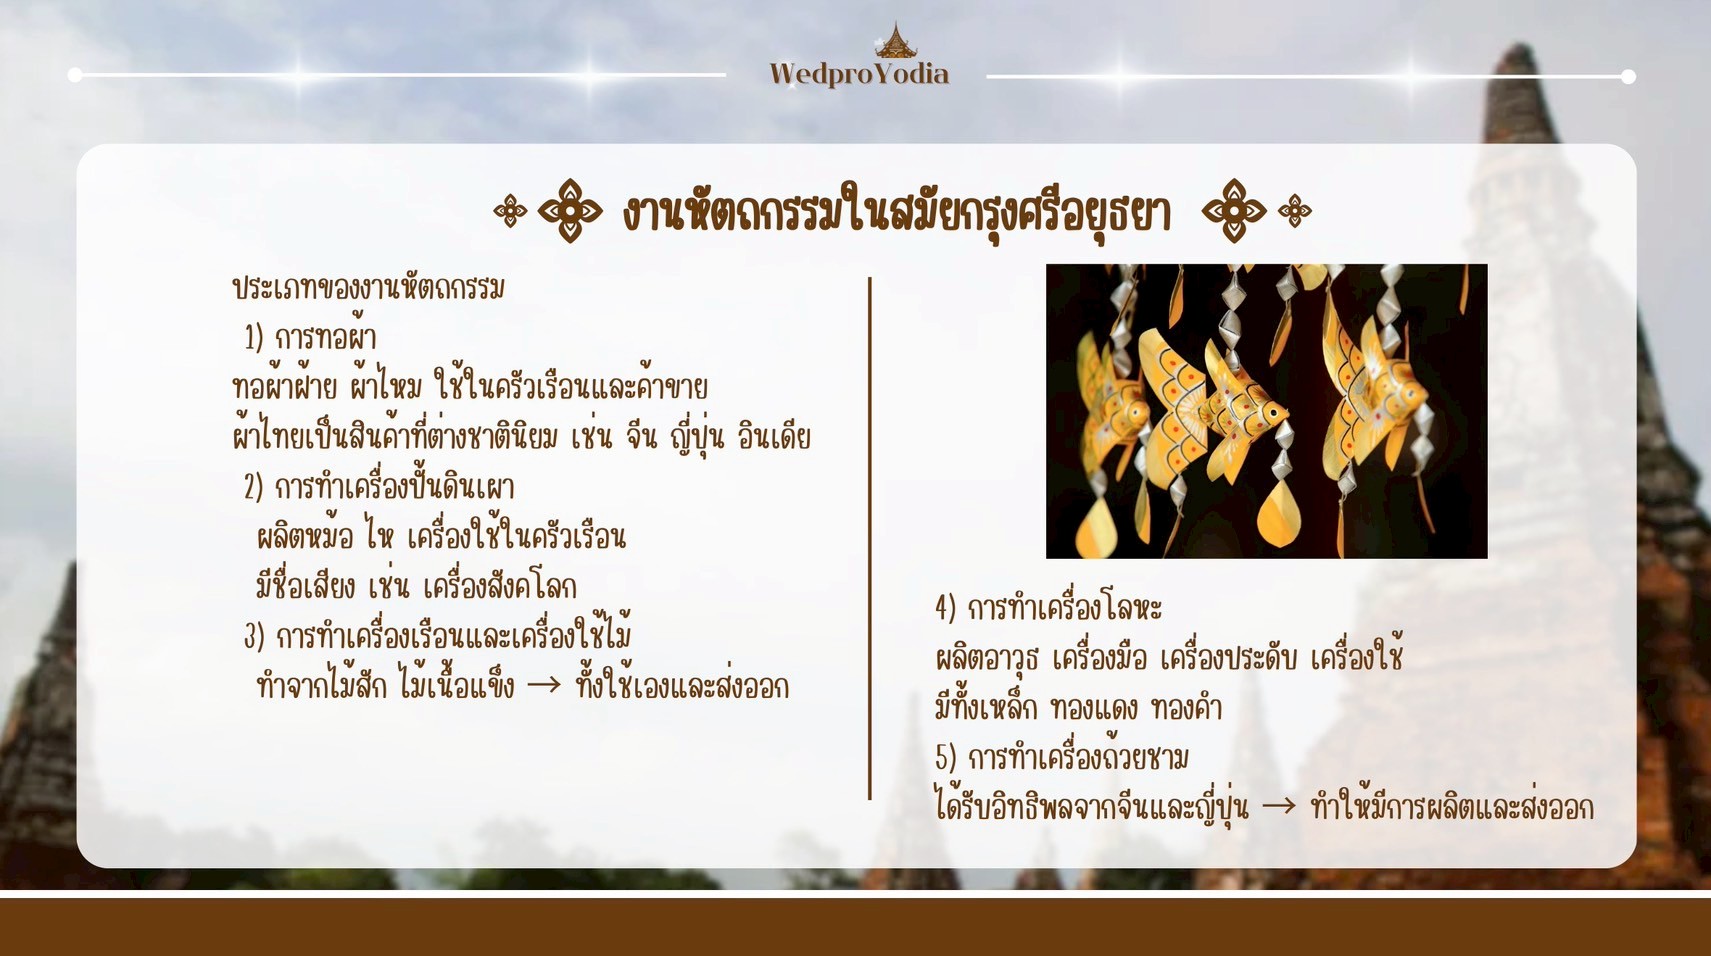 WedproYodia
งานหัตถกรรมในสมัยกรุงศรีอยุธยา
ประเภทของงานหัตถกรรม
1) การทอผ้า
ทอผ้าฝ้าย ผ้าไหม ใช้ในครัวเรือนและค้าขาย
ผ้าไทยเป็นสินค้าที่ต่างชาตินิยม เช่น จีน ญี่ปุ่น อินเดีย
2) การทำเครื่องปั้นดินเผา
ผลิตหม้อ ไห เครื่องใช้ในครัวเรือน
มีชื่อเสียง เช่น เครื่องสังคโลก
3) การทำเครื่องเรือนและเครื่องใช้ไม้
ทำจากไม้สัก ไม้เนื้อแข็ง → ทั้งใช้เองและส่งออก
4) การทำเครื่องโลหะ
ผลิตอาวุธ เครื่องมือ เครื่องประดับ เครื่องใช้
มีทั้งเหล็ก ทองแดง ทองคำ
5) การทำเครื่องถ้วยชาม
ได้รับอิทธิพลจากจีนและญี่ปุ่น → ทำให้มีการผลิตและส่งออก